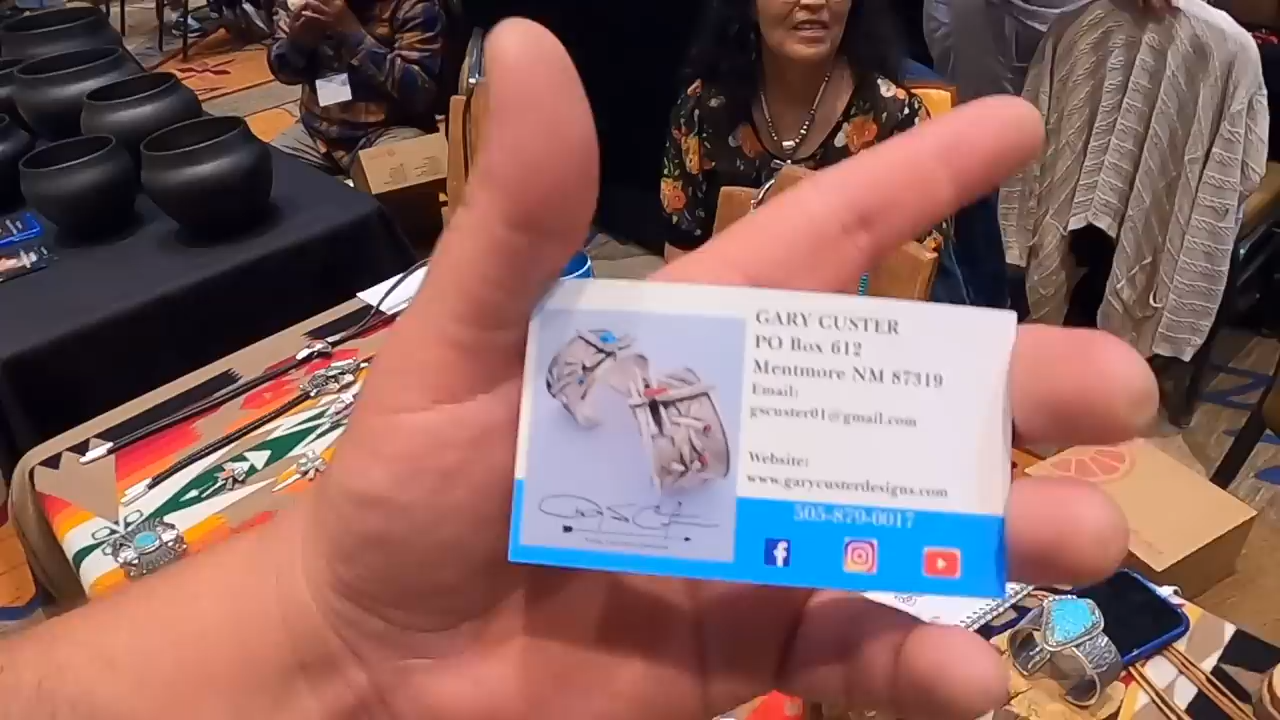 GARY CUSTER
PO Box 612
Mentmore NM 87319
Email:
gscuster01@gmail.com
Website:
www.garycusterdesigns.com
505-879-0017